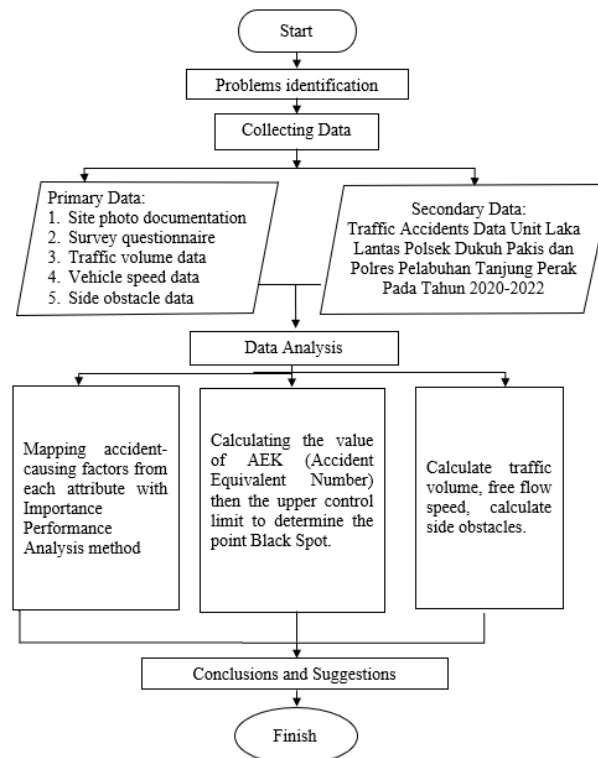 Start
Problems identification
Collecting Data
Primary Data:
1. Site photo documentation
2. Survey questionnaire
3. Traffic volume data
4. Vehicle speed data
5. Side obstacle data
Secondary Data:
Traffic Accidents Data Unit Laka
Lantas Polsek Dukuh Pakis dan
Polres Pelabuhan Tanjung Perak
Pada Tahun 2020-2022
Data Analysis
Mapping accident-
causing factors from
each attribute with
Importance
Performance
Analysis method
Calculating the value
of AEK (Accident
Equivalent Number)
then the upper control
limit to determine the
point Black Spot.
Calculate traffic
volume, free flow
speed, calculate
side obstacles.
Conclusions and Suggestions
Finish